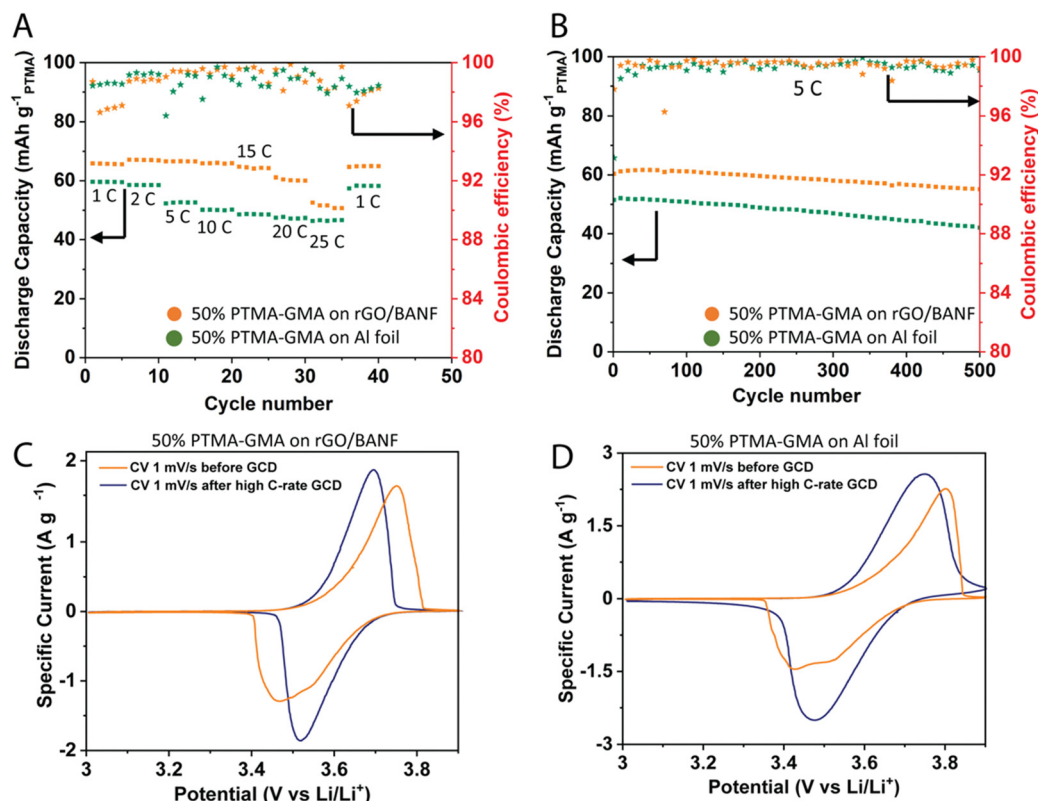 A
Discharge Capaccity (mAh g⁻¹PTMA)
100
80
60
40
20
0
1 C
2 C
5 C
10 C
15 C
20 C
25 C
1 C
50% PTMA-GMA on rGO/BANF
50% PTMA-GMA on Al foil
0
10
20
30
40
50
Cycle number
100
98
96
94
92
90
88
86
84
82
80
Coulombic efficiency (%)
B
Discharge Capacity (mAh g⁻¹PTMA)
100
80
60
40
20
0
5 C
50% PTMA-GMA on rGO/BANF
50% PTMA-GMA on Al foil
0
100
200
300
400
500
Cycle number
100
96
92
88
84
80
Coulombic efficiency (%)
C
50% PTMA-GMA on rGO/BANF
CV 1 mV/s before GCD
CV 1 mV/s after high C-rate GCD
Specific Current (A g ⁻¹)
2
1
0
-1
-2
3
3.2
3.4
3.6
3.8
Potential (V vs Li/Li⁺)
D
50% PTMA-GMA on Al foil
CV 1 mV/s before GCD
CV 1 mV/s after high C-rate GCD
Specific Current (A g⁻¹)
3
1.5
0
-1.5
-3
3
3.2
3.4
3.6
3.8
Potential (V vs Li/Li⁺)